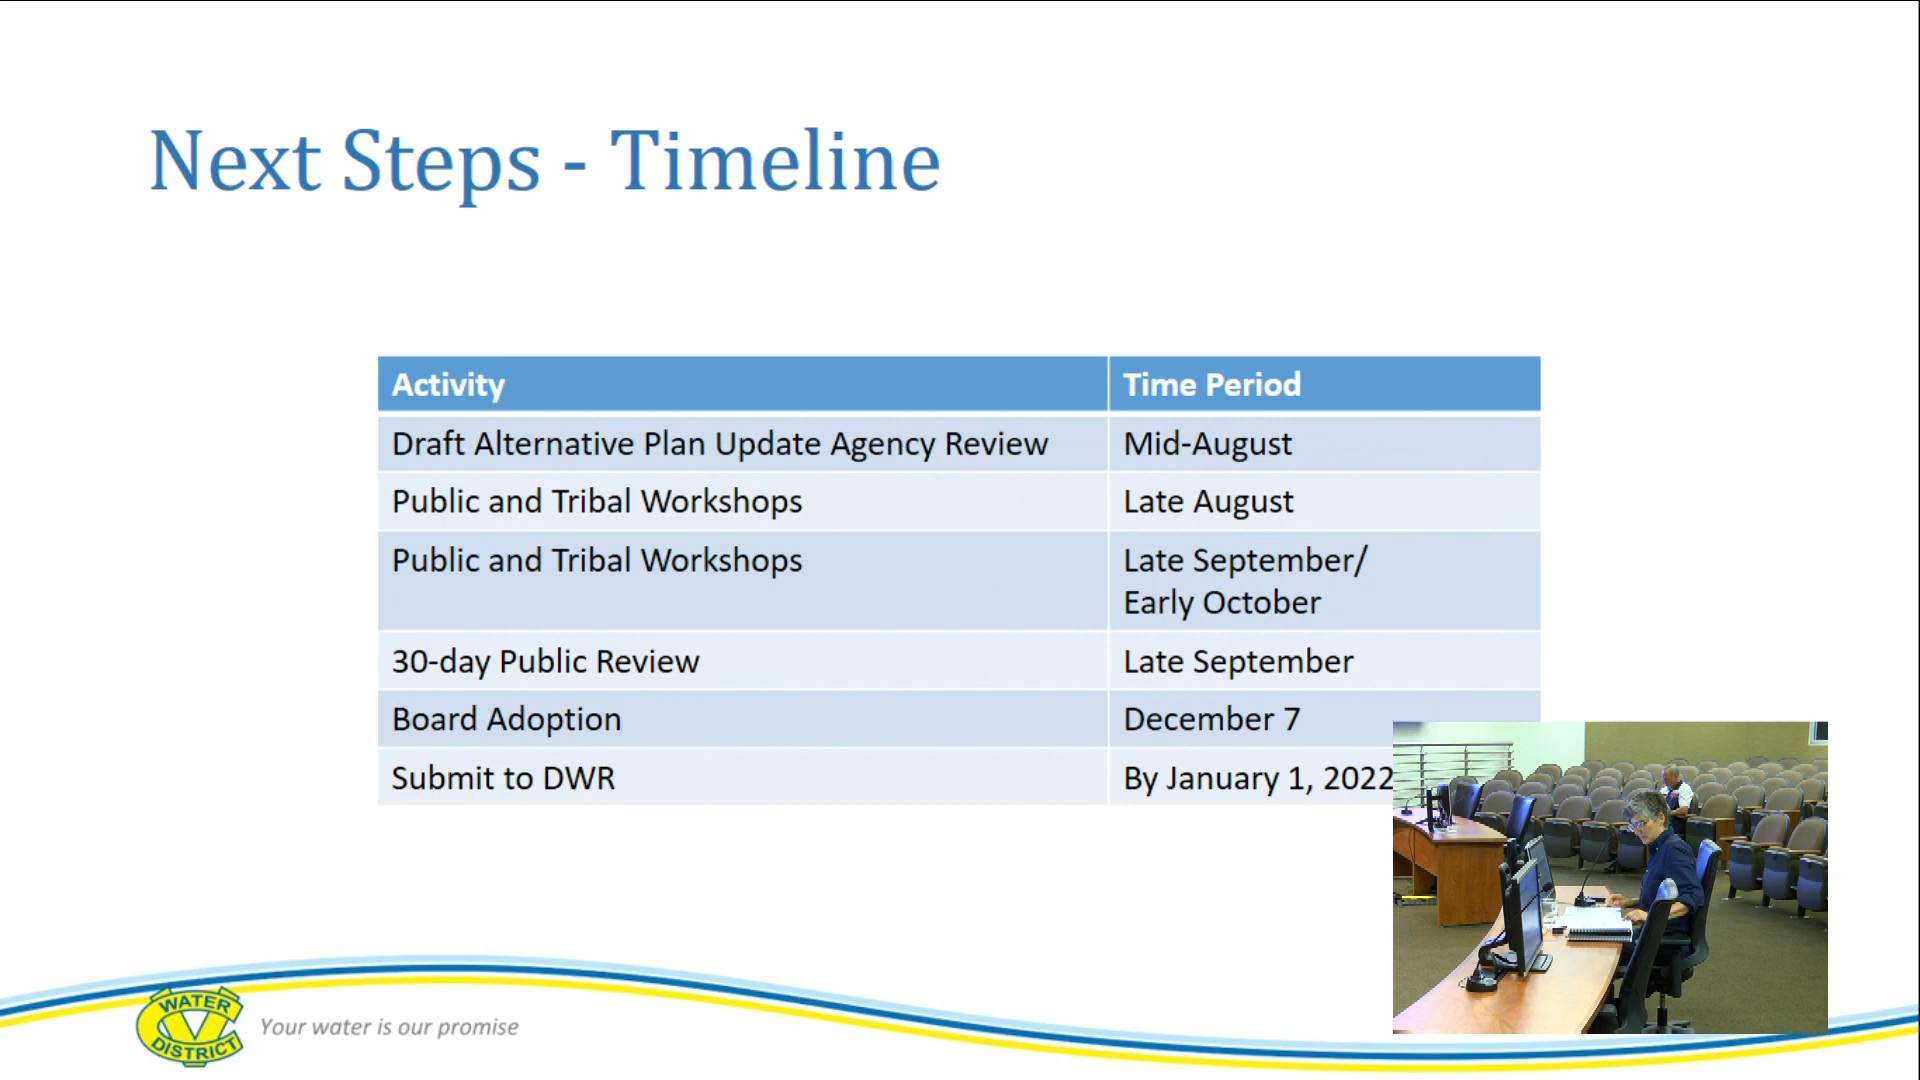 Next Steps - Timeline
Activity Time Period
Draft Alternative Plan Update Agency Review Mid-August
Public and Tribal Workshops Late August
Public and Tribal Workshops Late September/
Early October
30-day Public Review Late September
Board Adoption December 7
Submit to DWR By January 1, 2022
WATER
CV
DISTRICT
Your water is our promise